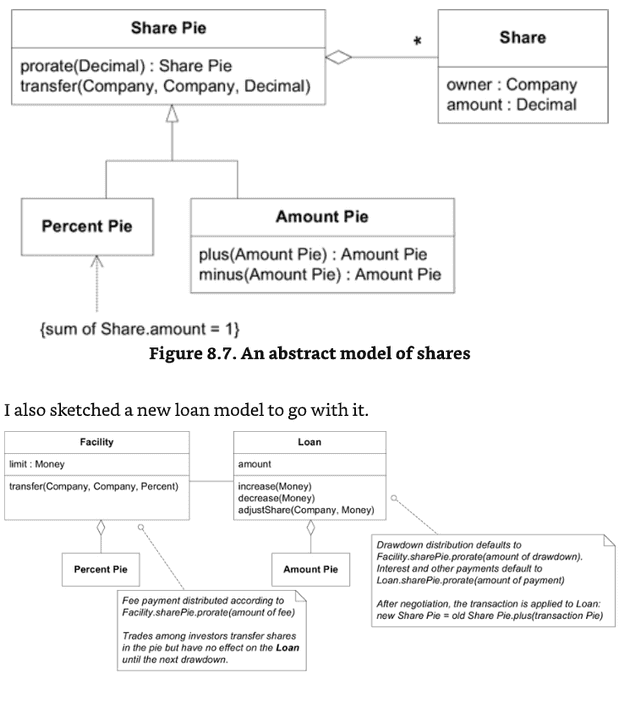 Share Pie
prorate(Decimal) : Share Pie
transfer(Company, Company, Decimal)
*
Share
owner : Company
amount : Decimal
Percent Pie
Amount Pie
plus(Amount Pie) : Amount Pie
minus(Amount Pie) : Amount Pie
{sum of Share.amount = 1}
Figure 8.7. An abstract model of shares
I also sketched a new loan model to go with it.
Facility
limit : Money
transfer(Company, Company, Percent)
Loan
amount
increase(Money)
decrease(Money)
adjustShare(Company, Money)
Percent Pie
Amount Pie
Fee payment distributed according to
Facility.sharePie.prorate(amount of fee)
Trades among investors transfer shares
in the pie but have no effect on the Loan
until the next drawdown.
Drawdown distribution defaults to
Facility.sharePie.prorate(amount of drawdown).
Interest and other payments default to
Loan.sharePie.prorate(amount of payment)
After negotiation, the transaction is applied to Loan:
new Share Pie = old Share Pie.plus(transaction Pie)